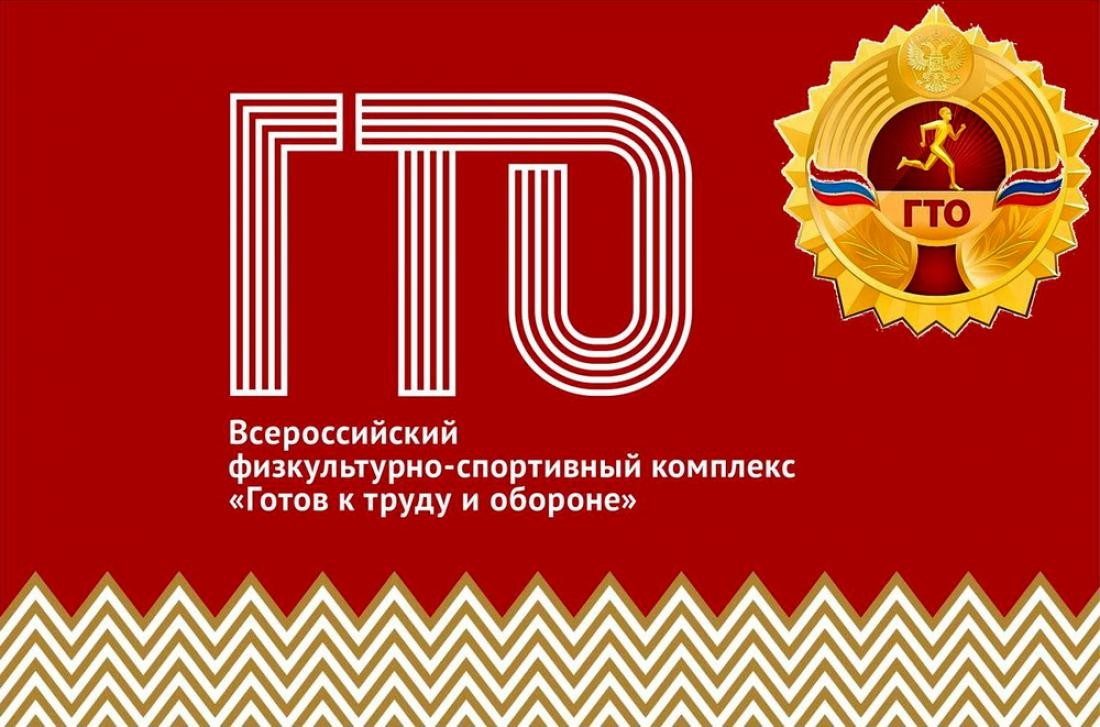 ГТО
ГТО
Всероссийский
физкультурно-спортивный комплекс
«Готов к труду и обороне»